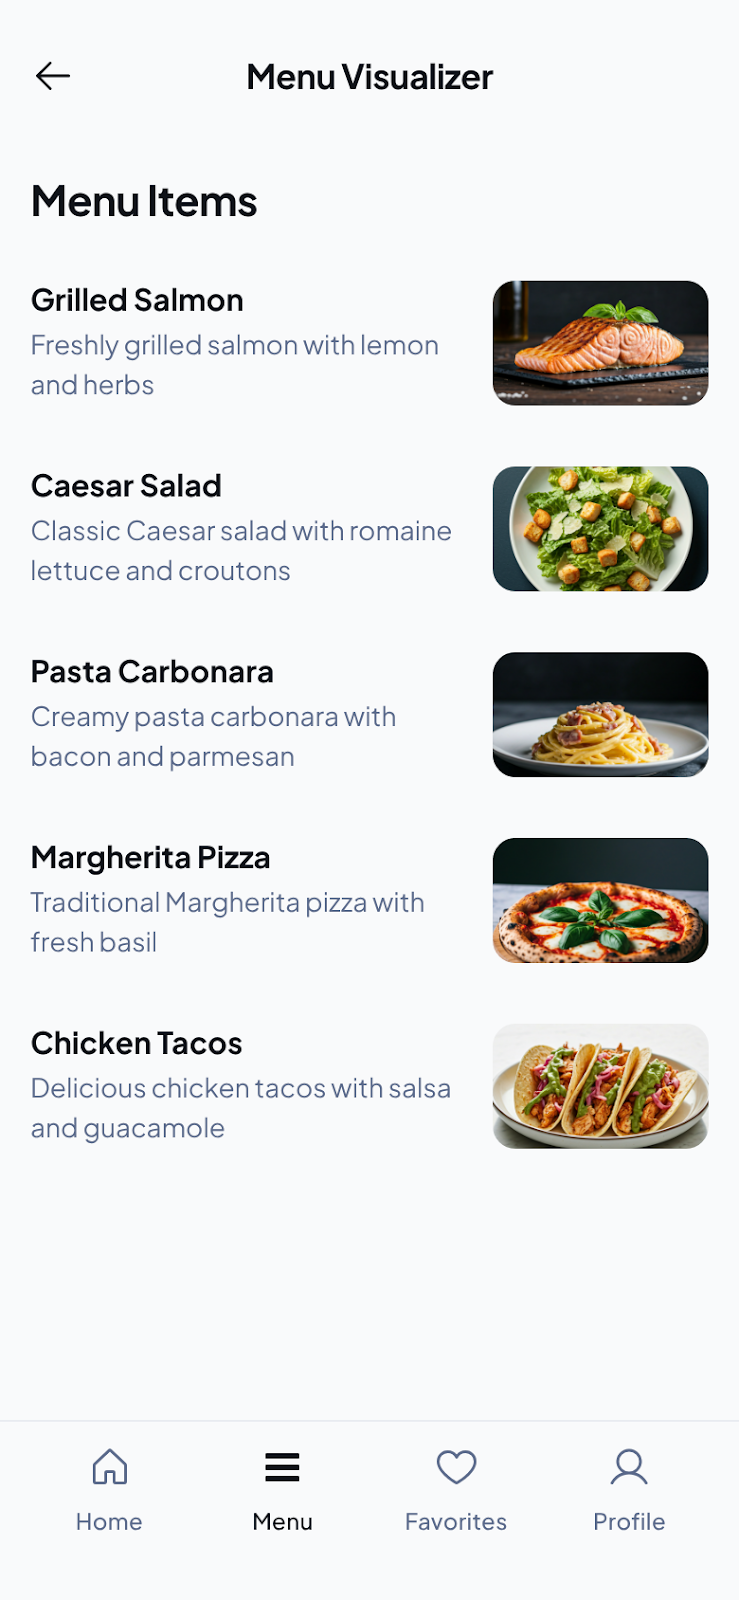 Menu Visualizer
Menu Items
Grilled Salmon
Freshly grilled salmon with lemon
and herbs
Caesar Salad
Classic Caesar salad with romaine
lettuce and croutons
Pasta Carbonara
Creamy pasta carbonara with
bacon and parmesan
Margherita Pizza
Traditional Margherita pizza with
fresh basil
Chicken Tacos
Delicious chicken tacos with salsa
and guacamole
Home
Menu
Favorites
Profile